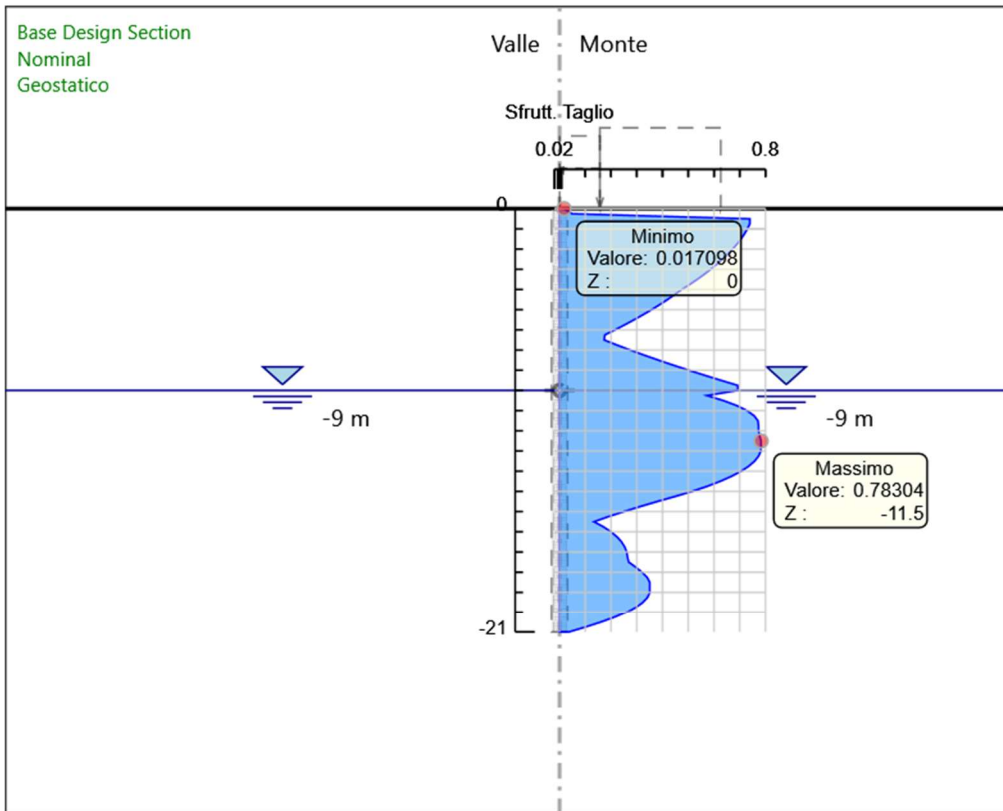 Base Design Section
Nominal
Geostatico
Valle Monte
Sfrutt. Taglio
0.02 0.8
0
Minimo
Valore: 0.017098
Z : 0
-9 m -9 m
Massimo
Valore: 0.78304
Z : -11.5
-21